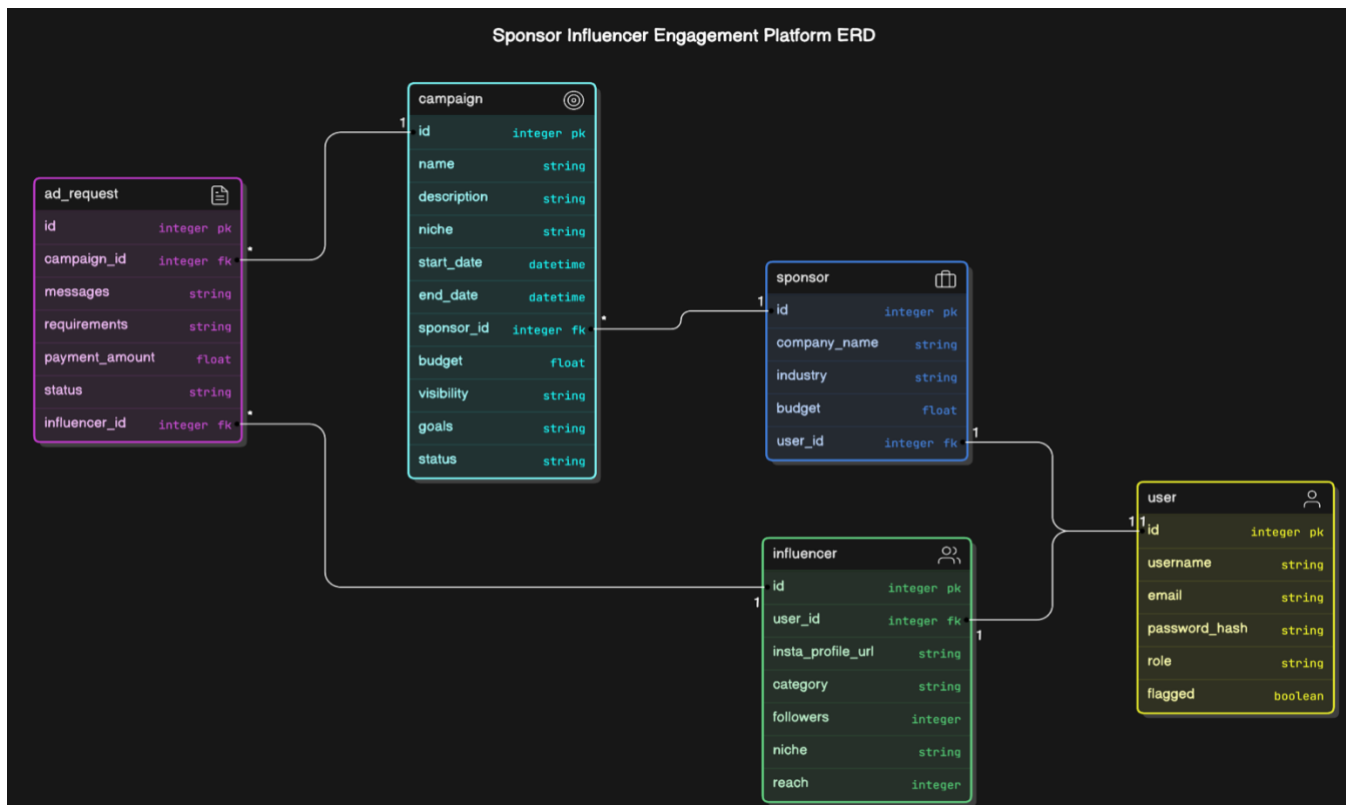 Sponsor Influencer Engagement Platform ERD
campaign
1
id integer pk
name string
description string
niche string
start_date datetime
end_date datetime
sponsor_id integer fk *
budget float
visibility string
goals string
status string
ad_request
id integer pk
campaign_id integer fk *
messages string
requirements string
payment_amount float
status string
influencer_id integer fk *
sponsor
1
id integer pk
company_name string
industry string
budget float
user_id integer fk 1
influencer
id integer pk
1
user_id integer fk 1
insta_profile_url string
category string
followers integer
niche string
reach integer
user
1 1
id integer pk
username string
email string
password_hash string
role string
flagged boolean